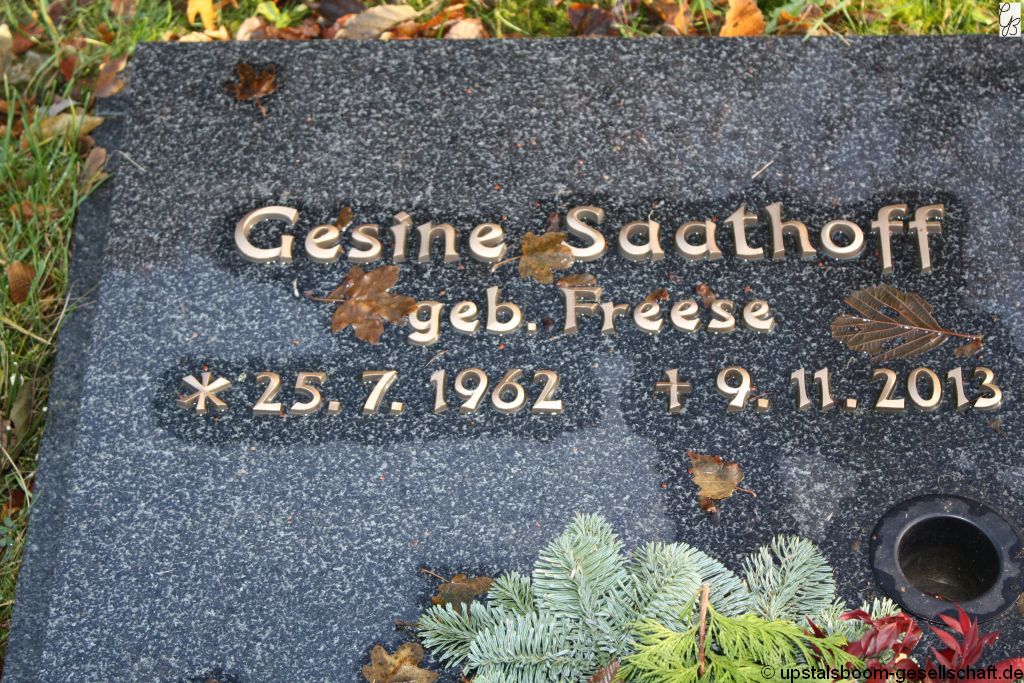 Gesine Saathoff
geb. Freese
* 25. 7. 1962 † 9. 11. 2013
© upstalsboom-gesellschaft.de